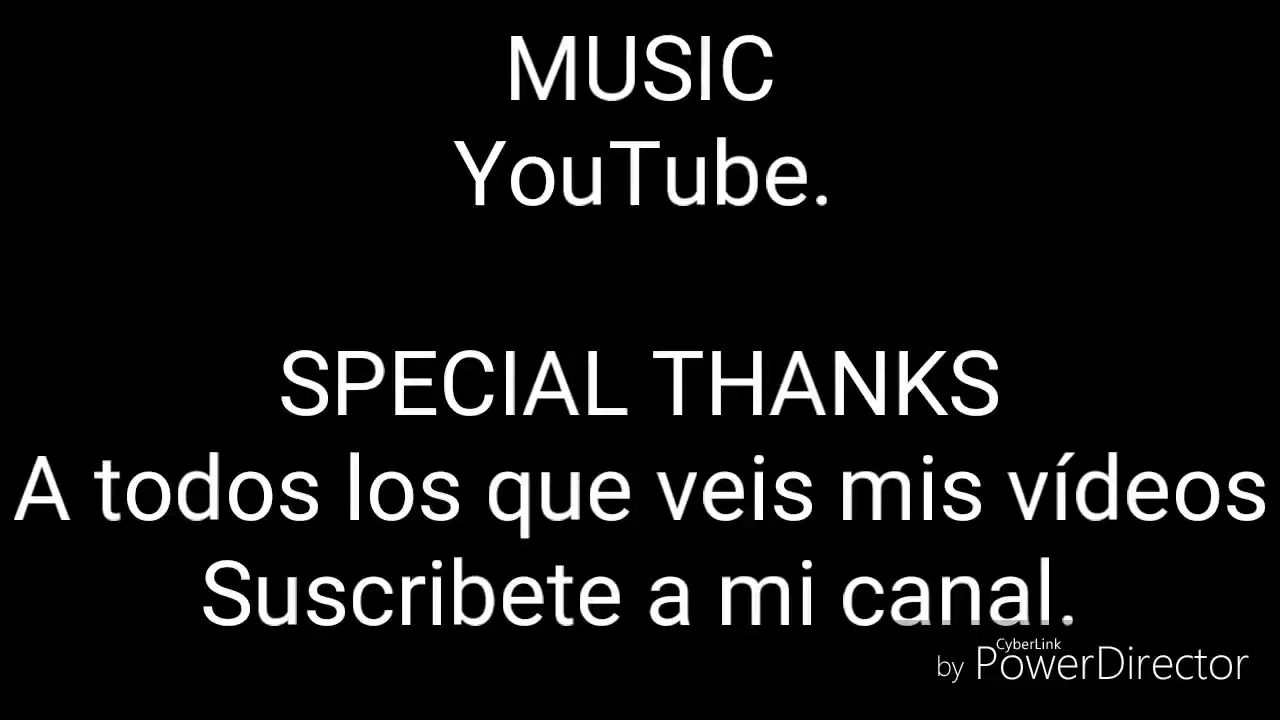 MUSIC
YouTube.
SPECIAL THANKS
A todos los que veis mis vídeos
Suscribete a mi canal.
CyberLink
by PowerDirector